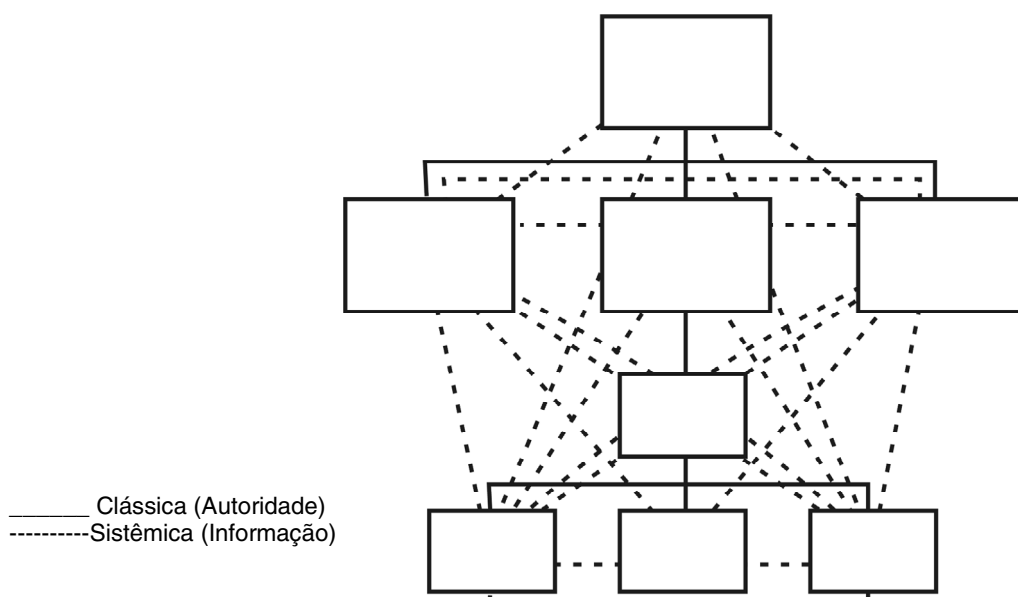 ______ Clássica (Autoridade)
----------Sistêmica (Informação)